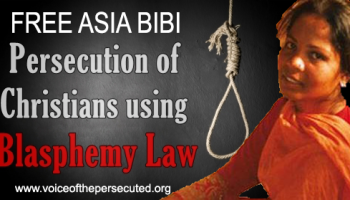 FREE ASIA BIBI
Persecution of
Christians using
Blasphemy Law
www.voiceofthepersecuted.org